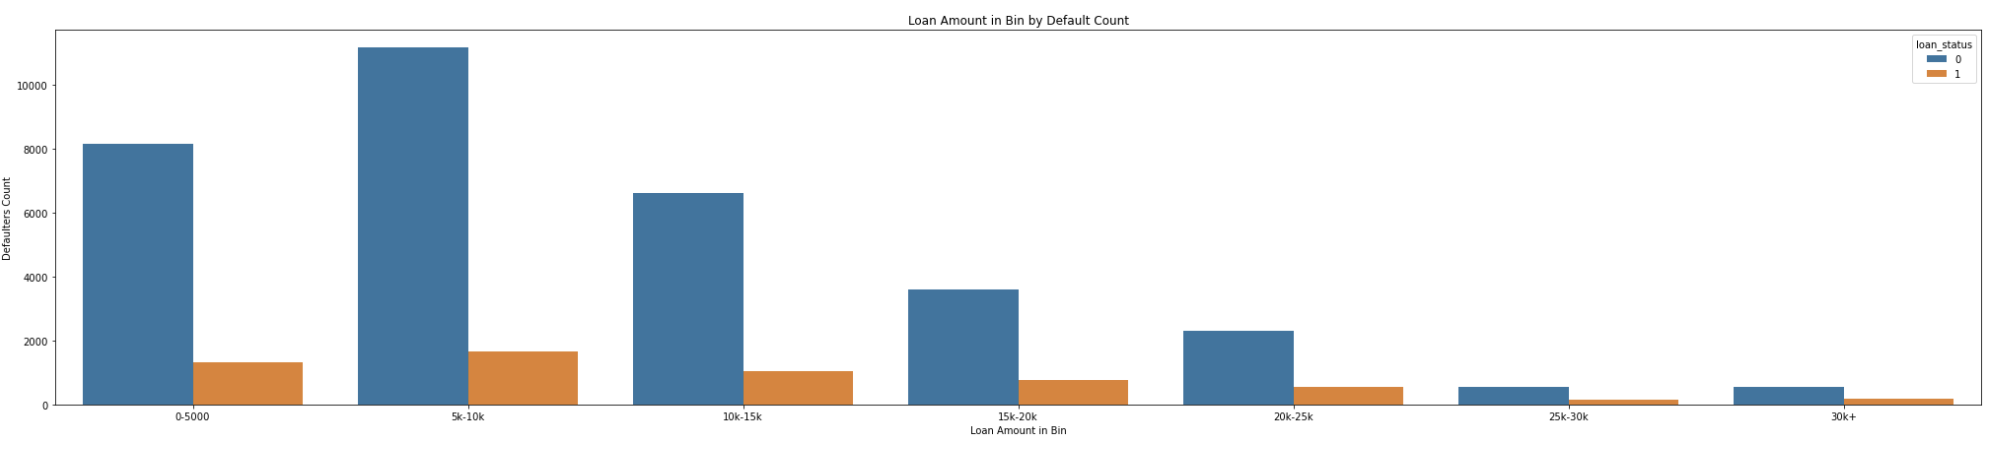 Loan Amount in Bin by Default Count
loan_status
0
1
10000
8000
6000
4000
2000
0
Defaulters Count
0-5000
5k-10k
10k-15k
15k-20k
20k-25k
25k-30k
30k+
Loan Amount in Bin